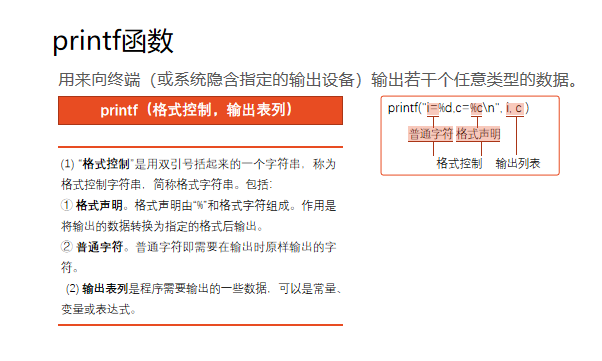 printf函数
用来向终端（或系统隐含指定的输出设备）输出若干个任意类型的数据。
printf（格式控制，输出表列）
(1) “格式控制”是用双引号括起来的一个字符串，称为
格式控制字符串，简称格式字符串。包括：
① 格式声明。格式声明由“%”和格式字符组成。作用是
将输出的数据转换为指定的格式后输出。
② 普通字符。普通字符即需要在输出时原样输出的字
符。
(2) 输出表列是程序需要输出的一些数据，可以是常量、
变量或表达式。
printf("i=%d,c=%c\n", i, c )
普通字符 格式声明
格式控制 输出列表